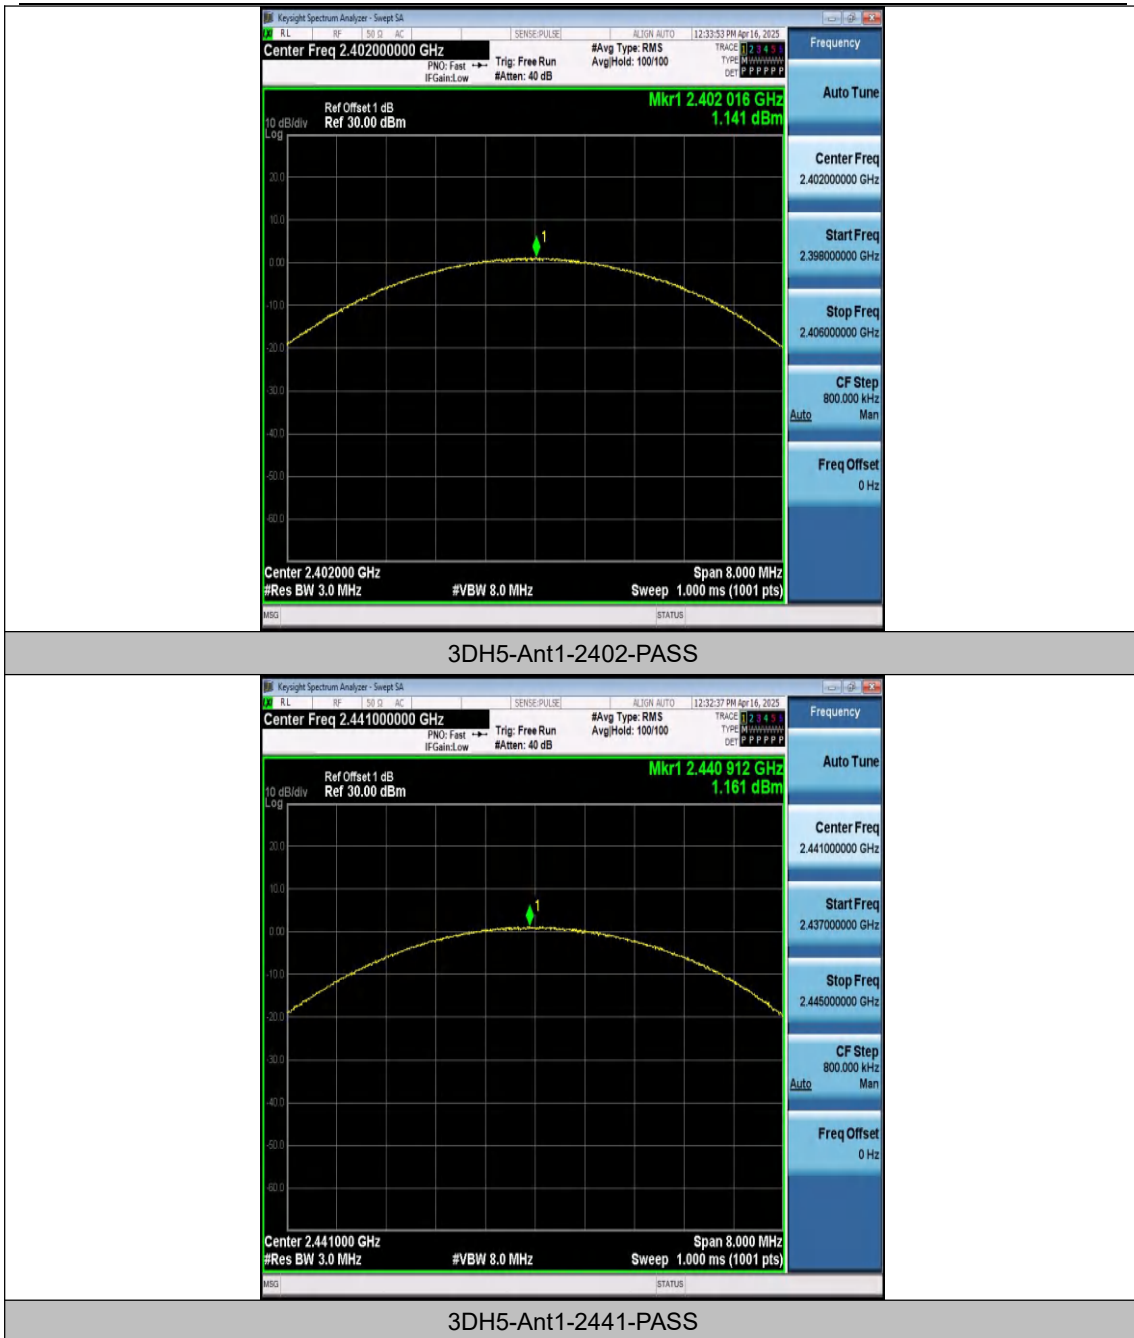 Keysight Spectrum Analyzer - Swept SA
RL RF 50 Ω AC SENSE:PULSE ALIGN AUTO 12:33:53 PM Apr 16, 2025
Center Freq 2.402000000 GHz
PNO: Fast
IFGain:Low
Trig: Free Run
#Atten: 40 dB
#Avg Type: RMS
Avg|Hold: 100/100
TRACE 1 2 3 4 5 6
TYPE M W W W W W
DET P P P P P P
Ref Offset 1 dB
10 dB/div Ref 30.00 dBm
Log
Mkr1 2.402 016 GHz
1.141 dBm
20.0
10.0
0.00
-10.0
-20.0
-30.0
-40.0
-50.0
-60.0
1
Center 2.402000 GHz Span 8.000 MHz
#Res BW 3.0 MHz #VBW 8.0 MHz Sweep 1.000 ms (1001 pts)
MSG STATUS
Frequency
Auto Tune
Center Freq
2.402000000 GHz
Start Freq
2.398000000 GHz
Stop Freq
2.406000000 GHz
CF Step
800.000 kHz
Auto Man
Freq Offset
0 Hz
3DH5-Ant1-2402-PASS
Keysight Spectrum Analyzer - Swept SA
RL RF 50 Ω AC SENSE:PULSE ALIGN AUTO 12:32:37 PM Apr 16, 2025
Center Freq 2.441000000 GHz
PNO: Fast
IFGain:Low
Trig: Free Run
#Atten: 40 dB
#Avg Type: RMS
Avg|Hold: 100/100
TRACE 1 2 3 4 5 6
TYPE M W W W W W
DET P P P P P P
Ref Offset 1 dB
10 dB/div Ref 30.00 dBm
Log
Mkr1 2.440 912 GHz
1.161 dBm
20.0
10.0
0.00
-10.0
-20.0
-30.0
-40.0
-50.0
-60.0
1
Center 2.441000 GHz Span 8.000 MHz
#Res BW 3.0 MHz #VBW 8.0 MHz Sweep 1.000 ms (1001 pts)
MSG STATUS
Frequency
Auto Tune
Center Freq
2.441000000 GHz
Start Freq
2.437000000 GHz
Stop Freq
2.445000000 GHz
CF Step
800.000 kHz
Auto Man
Freq Offset
0 Hz
3DH5-Ant1-2441-PASS